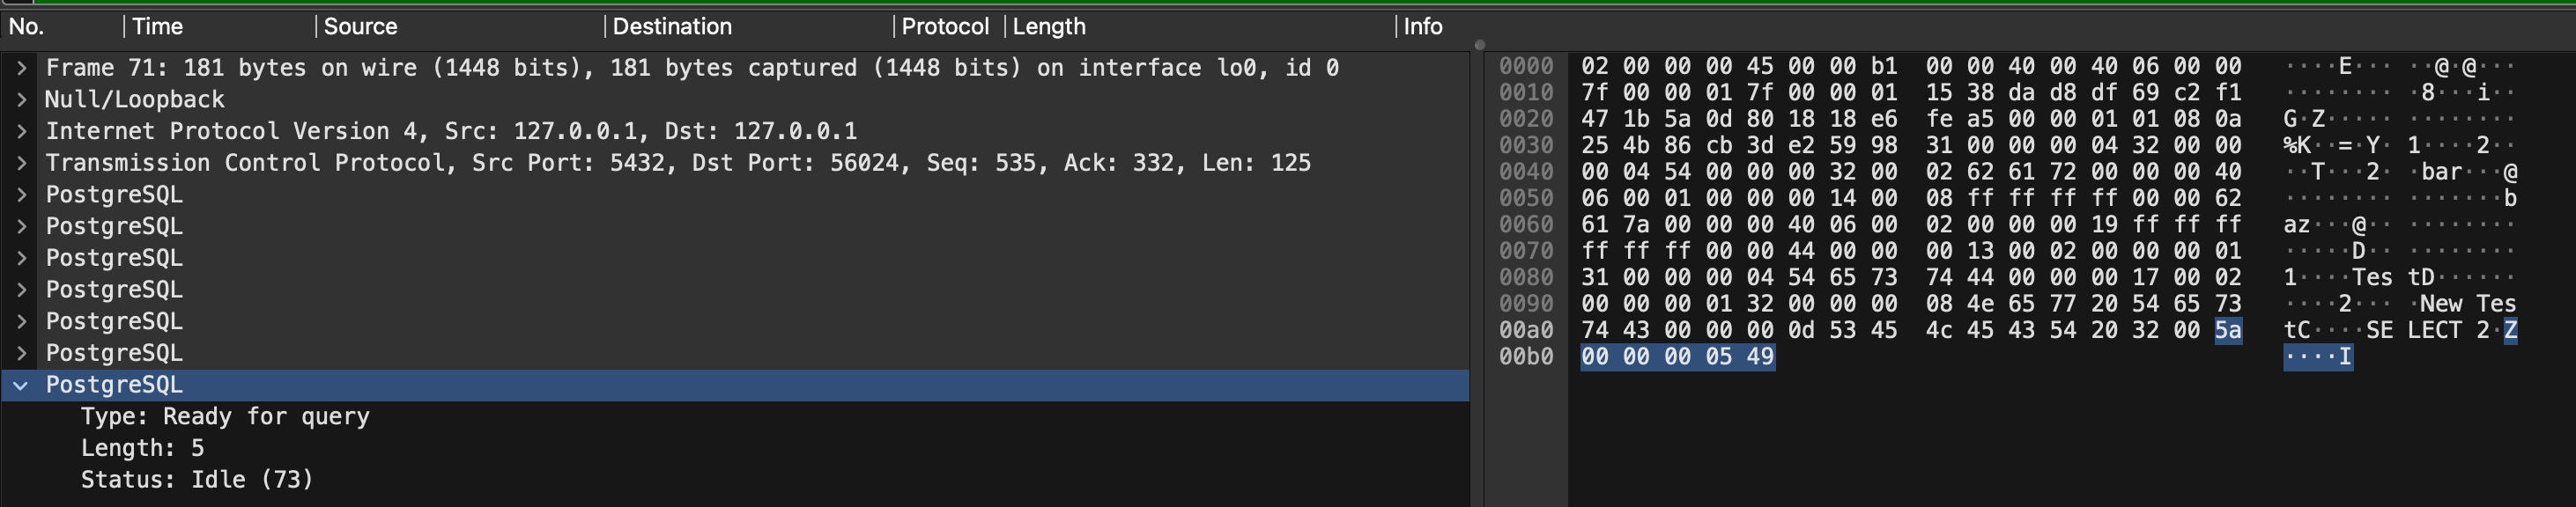 No. Time Source Destination Protocol Length Info
Frame 71: 181 bytes on wire (1448 bits), 181 bytes captured (1448 bits) on interface lo0, id 0
Null/Loopback
Internet Protocol Version 4, Src: 127.0.0.1, Dst: 127.0.0.1
Transmission Control Protocol, Src Port: 5432, Dst Port: 56024, Seq: 535, Ack: 332, Len: 125
PostgreSQL
PostgreSQL
PostgreSQL
PostgreSQL
PostgreSQL
PostgreSQL
PostgreSQL
Type: Ready for query
Length: 5
Status: Idle (73)
0000 02 00 00 00 45 00 00 b1 00 00 40 00 40 06 00 00 ····E··· ··@·@···
0010 7f 00 00 01 7f 00 00 01 15 38 da d8 df 69 c2 f1 ········ ·8···i··
0020 47 1b 5a 0d 80 18 18 e6 fe a5 00 00 01 01 08 0a G·Z····· ········
0030 25 4b 86 cb 3d e2 59 98 31 00 00 00 04 32 00 00 %K··=·Y· 1····2··
0040 00 04 54 00 00 00 32 00 02 62 61 72 00 00 00 40 ··T···2· ·bar···@
0050 06 00 01 00 00 00 14 00 08 ff ff ff ff 00 00 62 ········ ·······b
0060 61 7a 00 00 00 40 06 00 02 00 00 00 19 ff ff ff az···@·· ········
0070 ff ff ff 00 00 44 00 00 00 13 00 02 00 00 00 01 ·····D·· ········
0080 31 00 00 00 04 54 65 73 74 44 00 00 00 17 00 02 1····Tes tD······
0090 00 00 00 01 32 00 00 00 08 4e 65 77 20 54 65 73 ····2··· ·New Tes
00a0 74 43 00 00 00 0d 53 45 4c 45 43 54 20 32 00 5a tC····SE LECT 2·Z
00b0 00 00 00 05 49 ····I